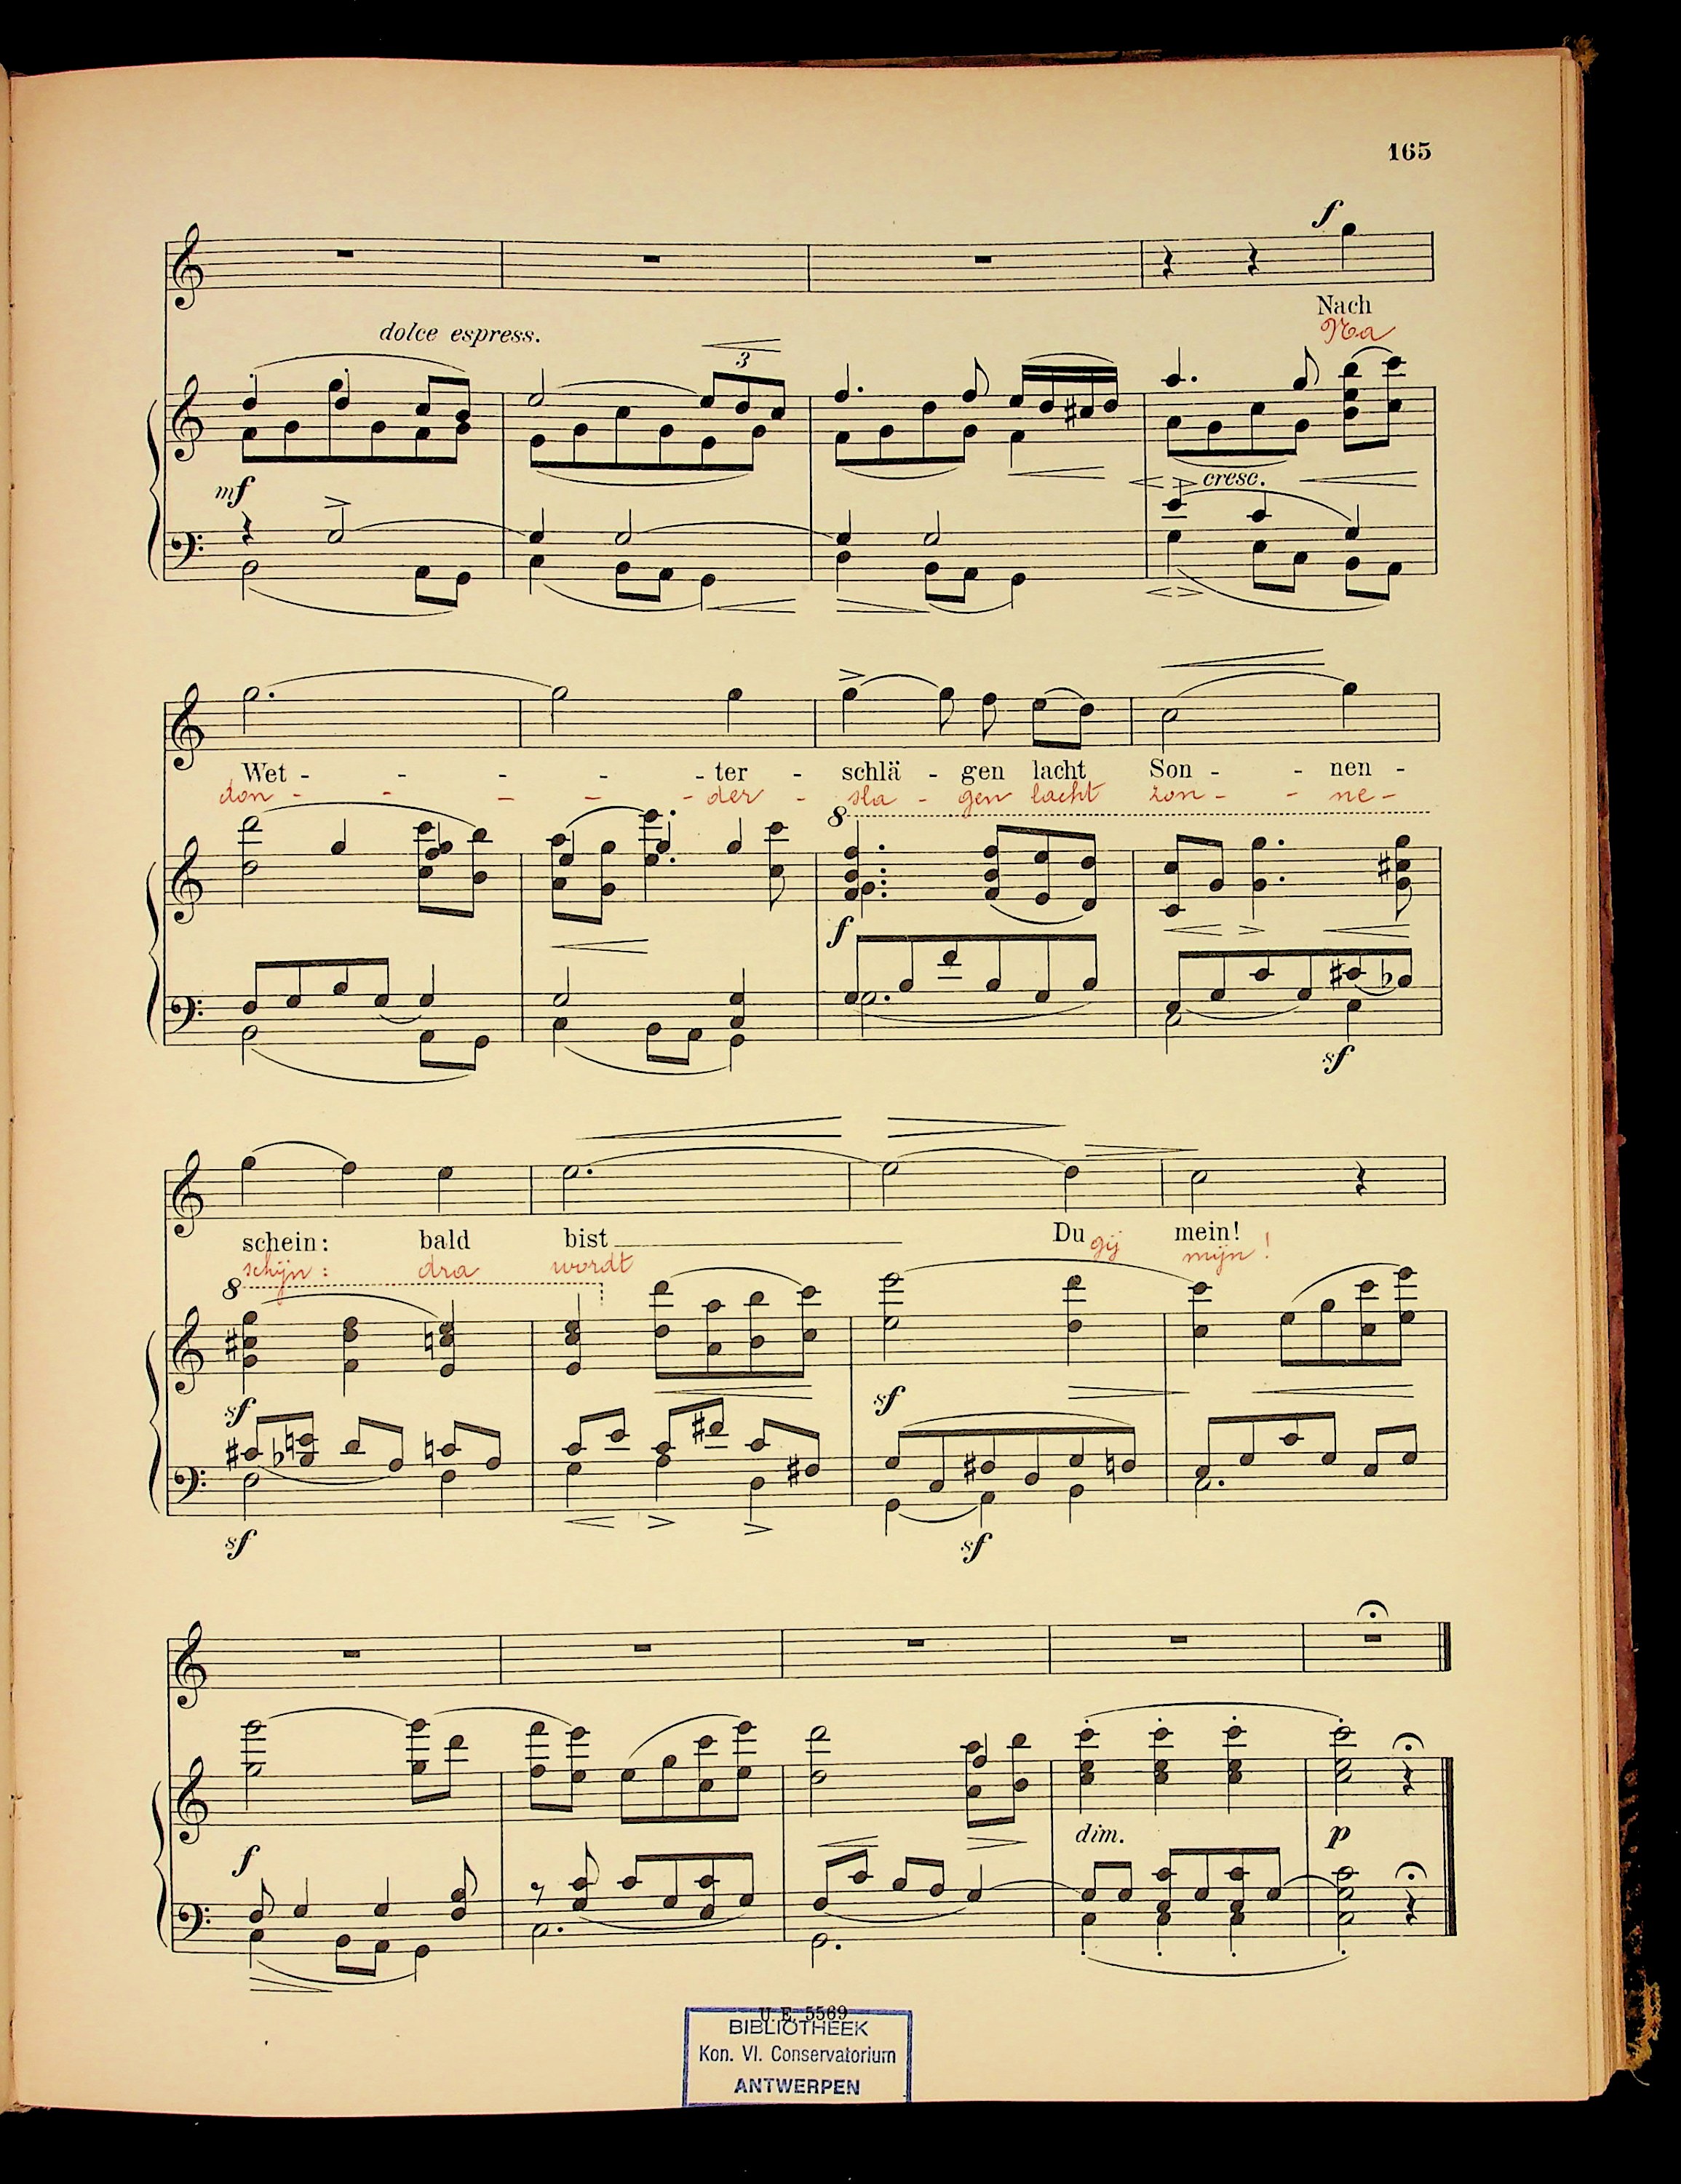 165
f
Nach
Na
dolce espress.
3
mf
cresc.
Wet - - - - - ter - schlä - gen lacht Son - - nen -
don - - - - - der - sla - gen lacht zon - - ne -
8
f
sf
schein: bald bist Du mein!
schijn : dra wordt gij mijn !
8
sf
sf
sf
sf
f
dim.
p
U. E. 5569
BIBLIOTHEEK
Kon. Vl. Conservatorium
ANTWERPEN